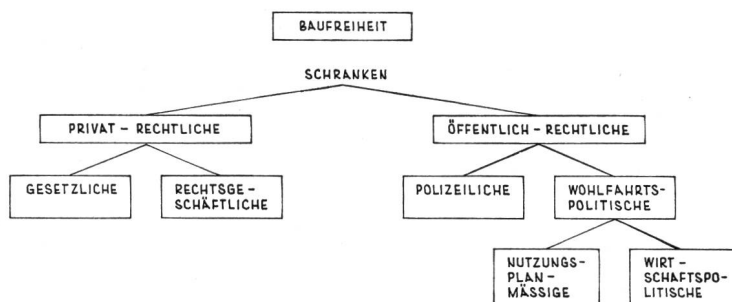 BAUFREIHEIT
SCHRANKEN
PRIVAT – RECHTLICHE
ÖFFENTLICH – RECHTLICHE
GESETZLICHE
RECHTSGE –
SCHÄFTLICHE
POLIZEILICHE
WOHLFAHRTS-
POLITISCHE
NUTZUNGS-
PLAN –
MÄSSIGE
WIRT –
SCHAFTSPO-
LITISCHE